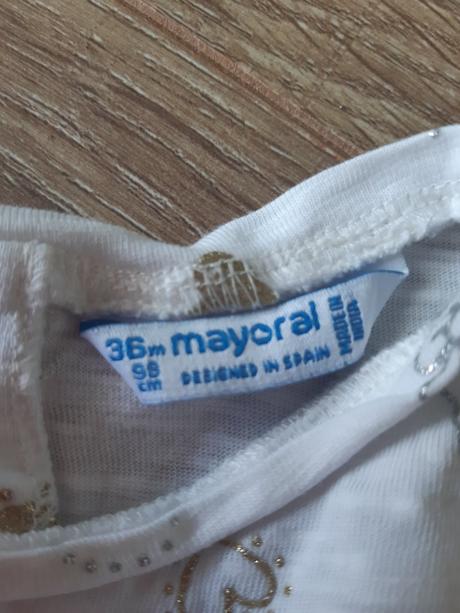 36m
98
cm
mayoral
DESIGNED IN SPAIN
MADE IN
INDIA